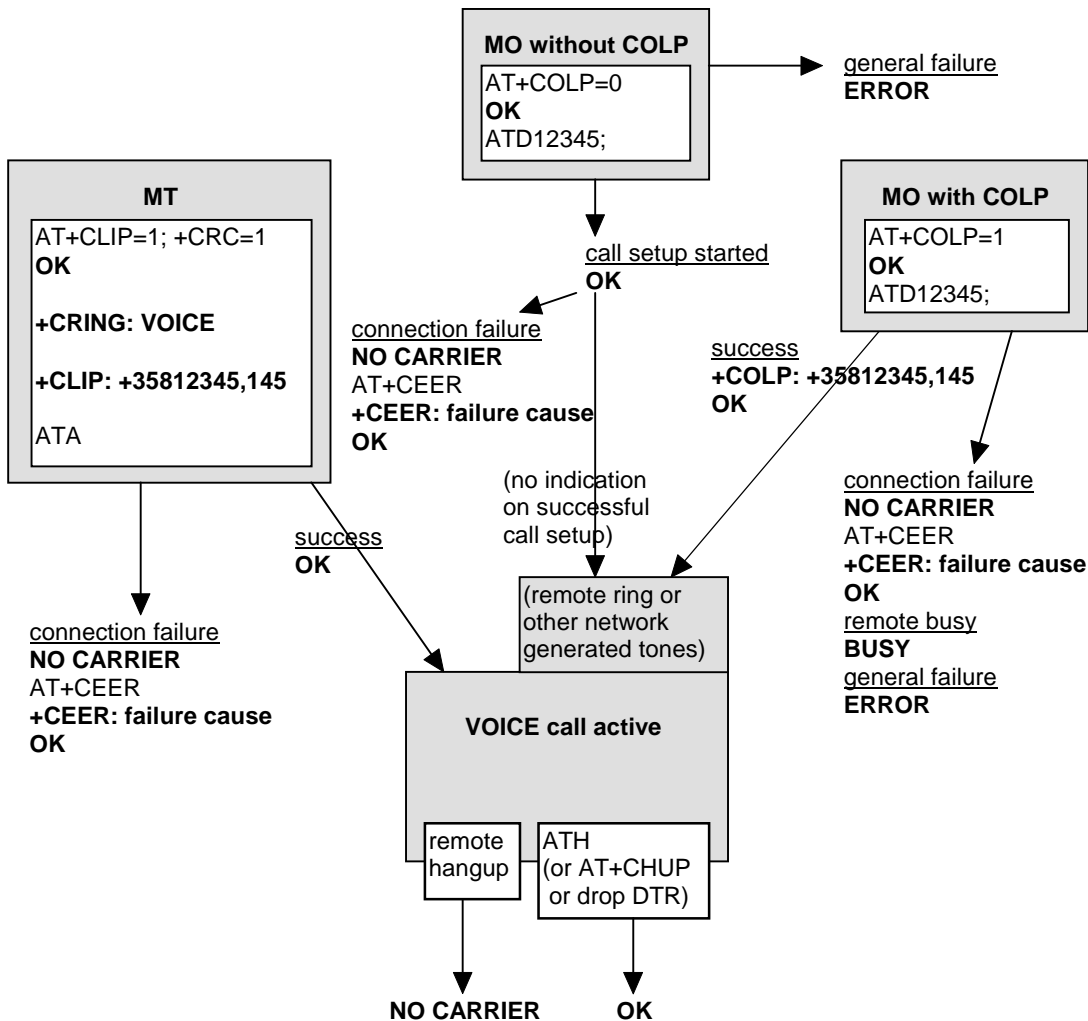 MO without COLP
AT+COLP=0
OK
ATD12345;
general failure
ERROR
MT
AT+CLIP=1; +CRC=1
OK
+CRING: VOICE
+CLIP: +35812345,145
ATA
MO with COLP
AT+COLP=1
OK
ATD12345;
call setup started
OK
connection failure
NO CARRIER
AT+CEER
+CEER: failure cause
OK
success
+COLP: +35812345,145
OK
(no indication
on successful
call setup)
success
OK
connection failure
NO CARRIER
AT+CEER
+CEER: failure cause
OK
remote busy
BUSY
general failure
ERROR
connection failure
NO CARRIER
AT+CEER
+CEER: failure cause
OK
(remote ring or
other network
generated tones)
VOICE call active
remote
hangup
ATH
(or AT+CHUP
or drop DTR)
NO CARRIER
OK